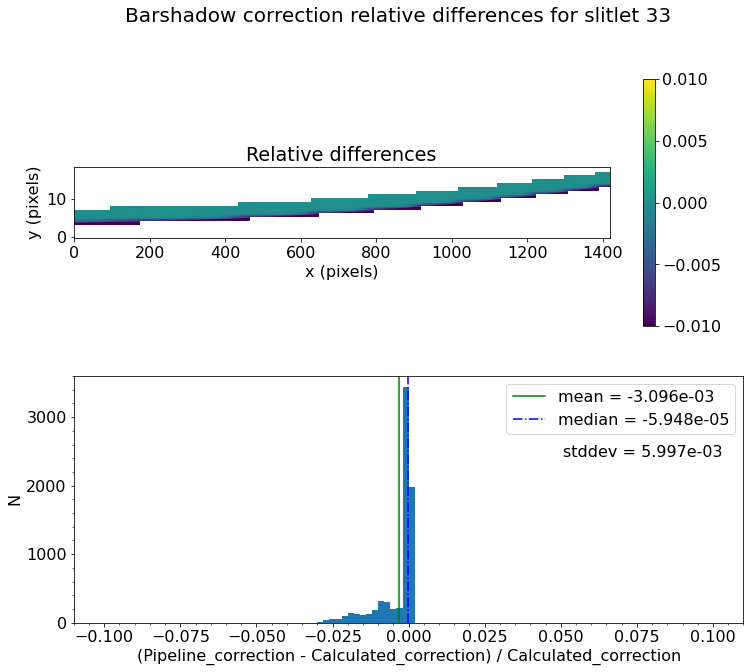 Barshadow correction relative differences for slitlet 33
Relative differences
y (pixels)
10
0
0 200 400 600 800 1000 1200 1400
x (pixels)
0.010
0.005
0.000
−0.005
−0.010
N
3000
2000
1000
0
mean = -3.096e-03
median = -5.948e-05
stddev = 5.997e-03
−0.100 −0.075 −0.050 −0.025 0.000 0.025 0.050 0.075 0.100
(Pipeline_correction - Calculated_correction) / Calculated_correction